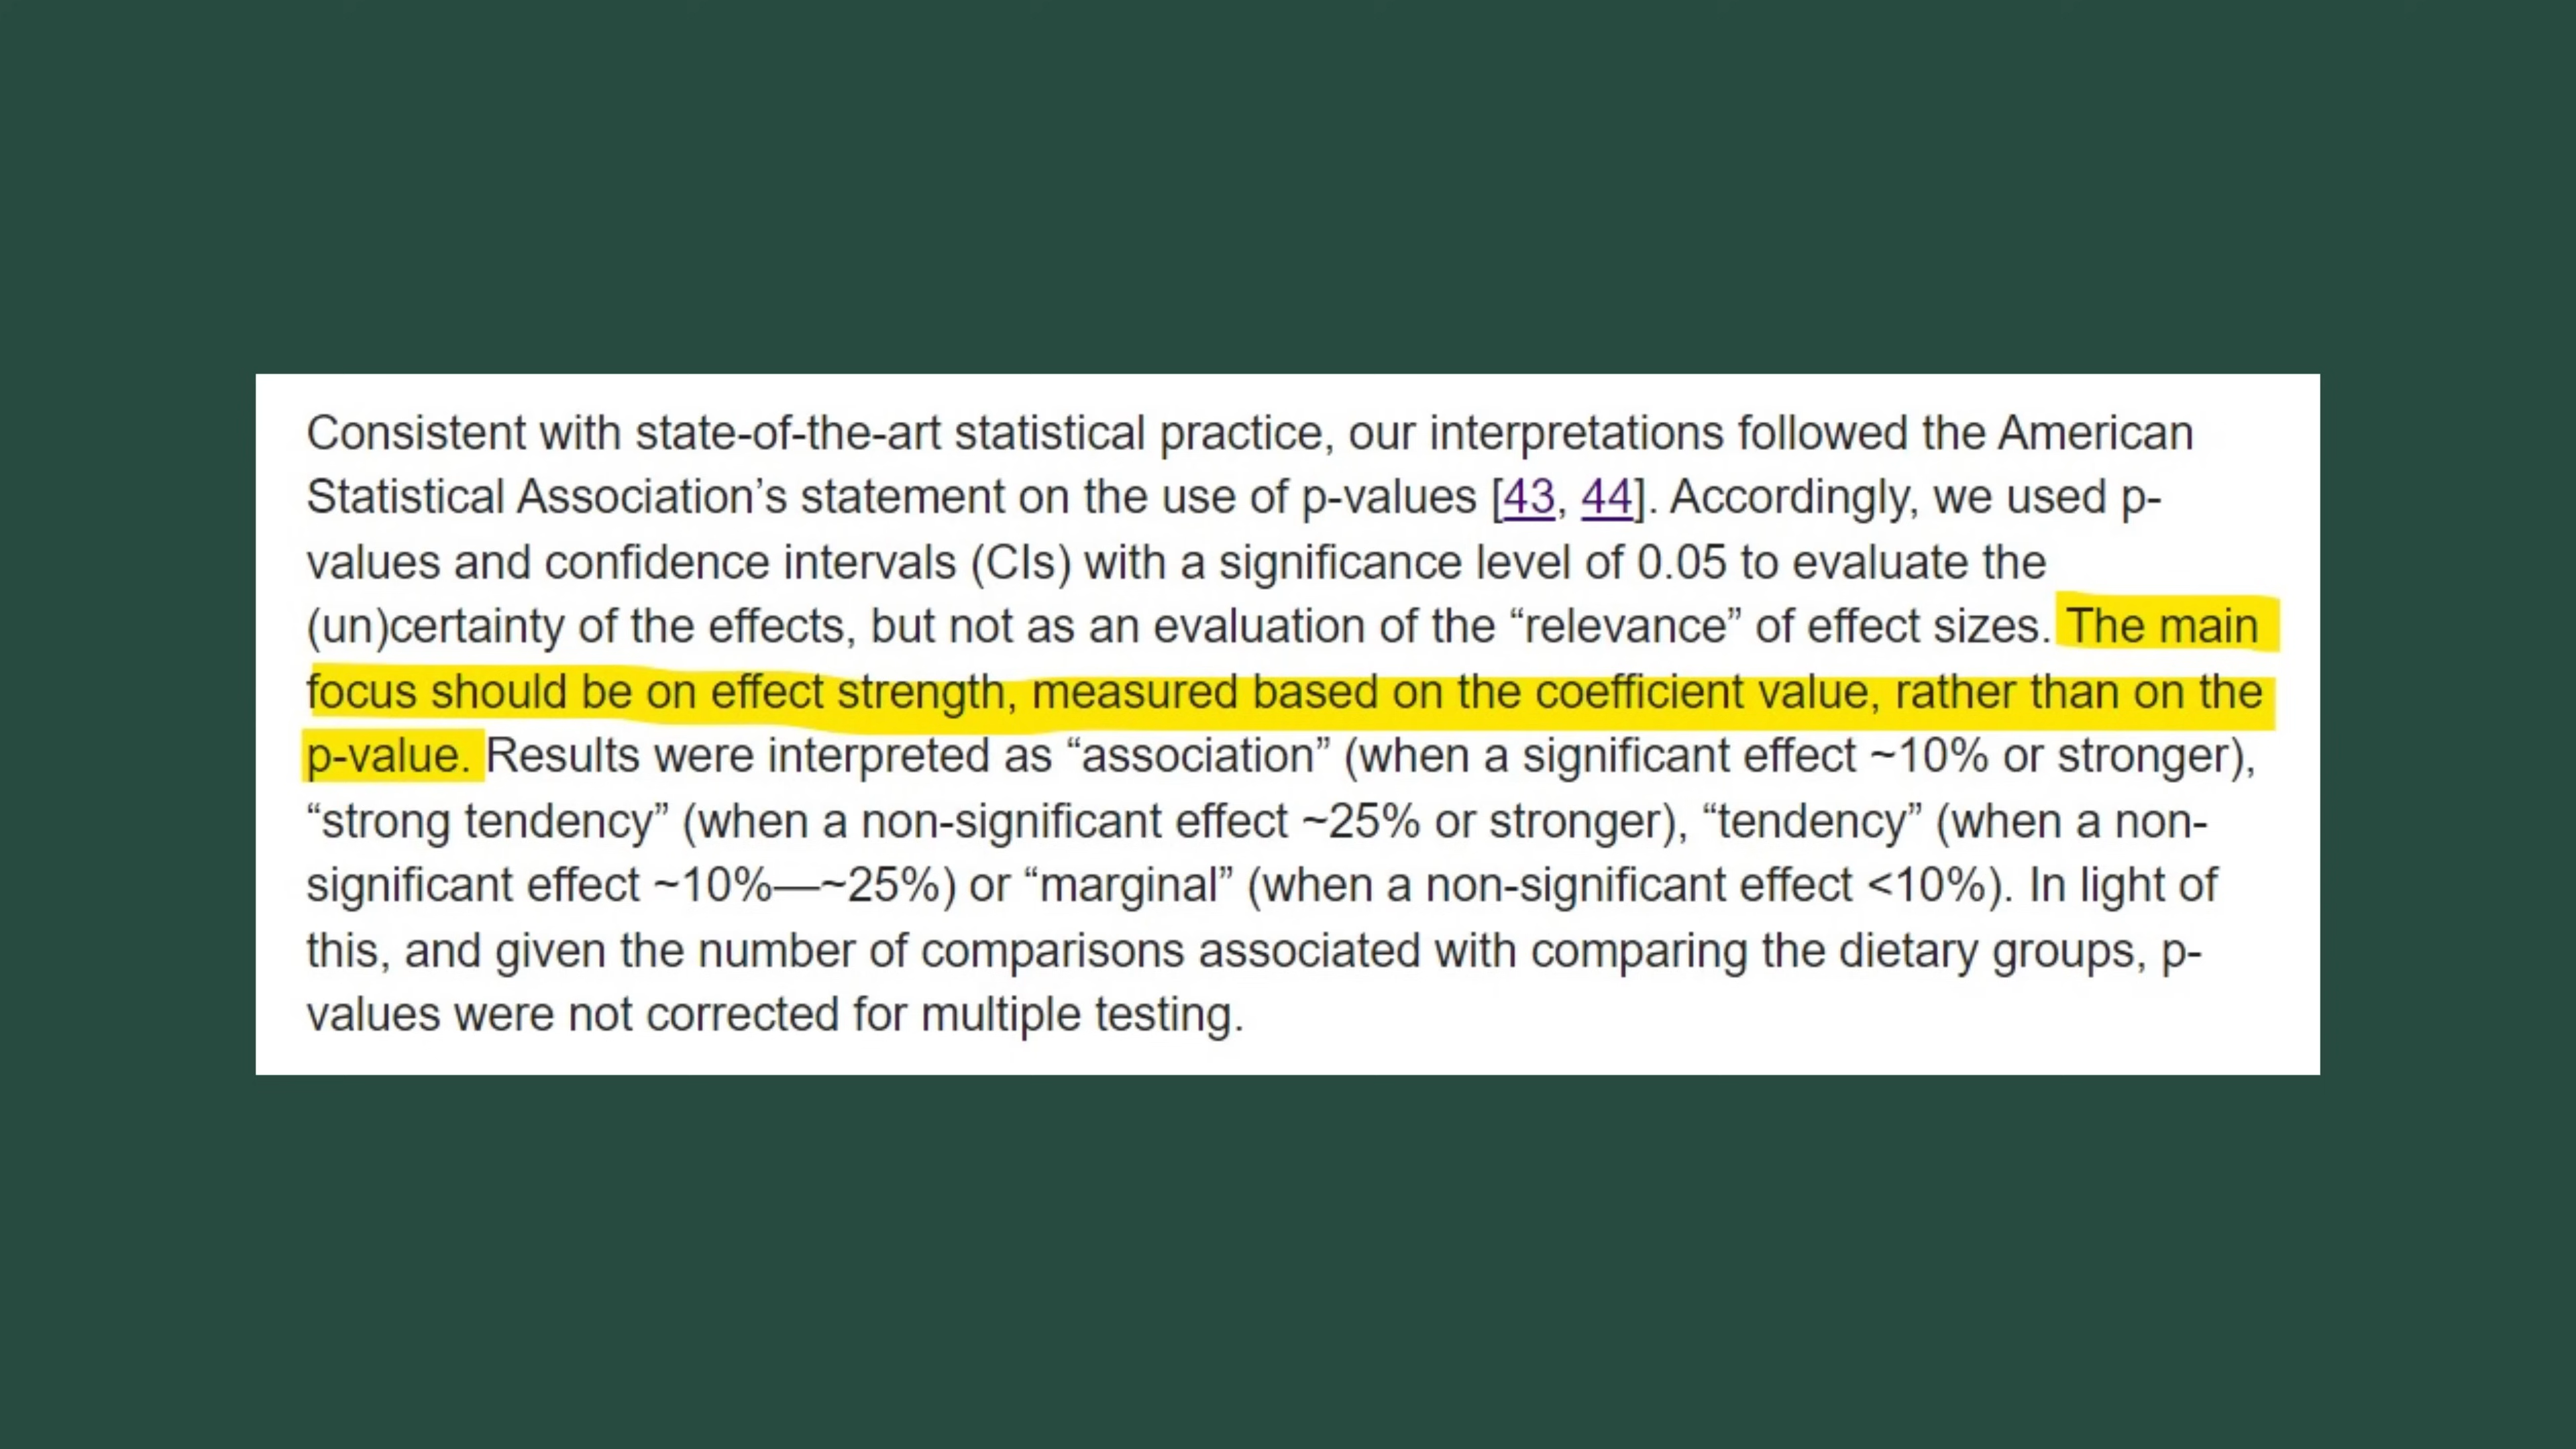 Consistent with state-of-the-art statistical practice, our interpretations followed the American
Statistical Association’s statement on the use of p-values [43, 44]. Accordingly, we used p-
values and confidence intervals (CIs) with a significance level of 0.05 to evaluate the
(un)certainty of the effects, but not as an evaluation of the “relevance” of effect sizes. The main
focus should be on effect strength, measured based on the coefficient value, rather than on the
p-value. Results were interpreted as “association” (when a significant effect ~10% or stronger),
“strong tendency” (when a non-significant effect ~25% or stronger), “tendency” (when a non-
significant effect ~10%—~25%) or “marginal” (when a non-significant effect <10%). In light of
this, and given the number of comparisons associated with comparing the dietary groups, p-
values were not corrected for multiple testing.